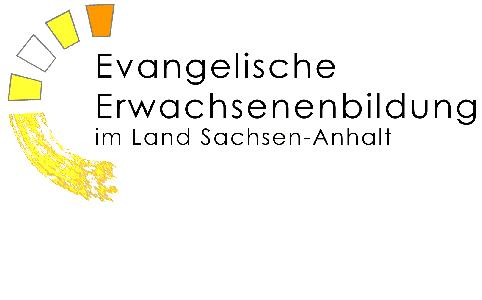 Evangelische
Erwachsenenbildung
im Land Sachsen-Anhalt